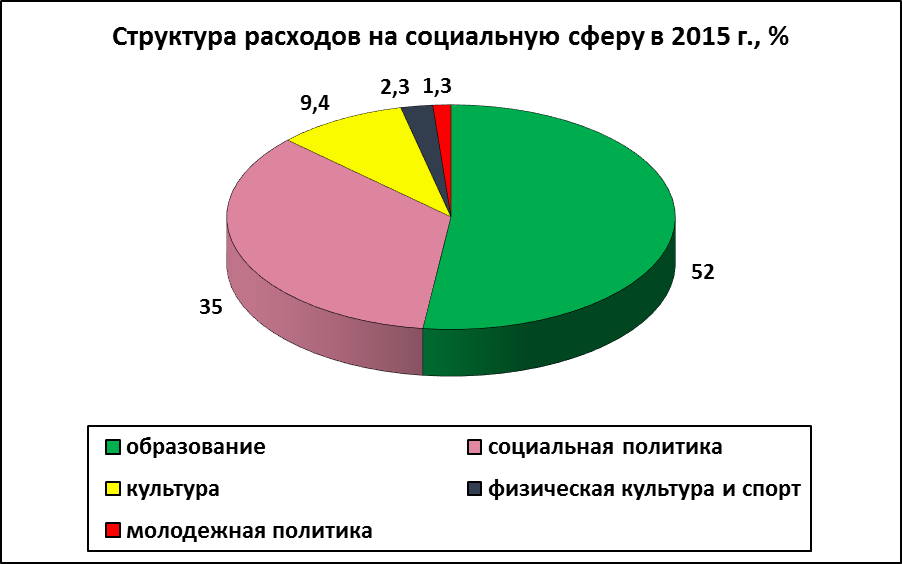 Структура расходов на социальную сферу в 2015 г., %
2,3
1,3
9,4
52
35
образование
социальная политика
культура
физическая культура и спорт
молодежная политика